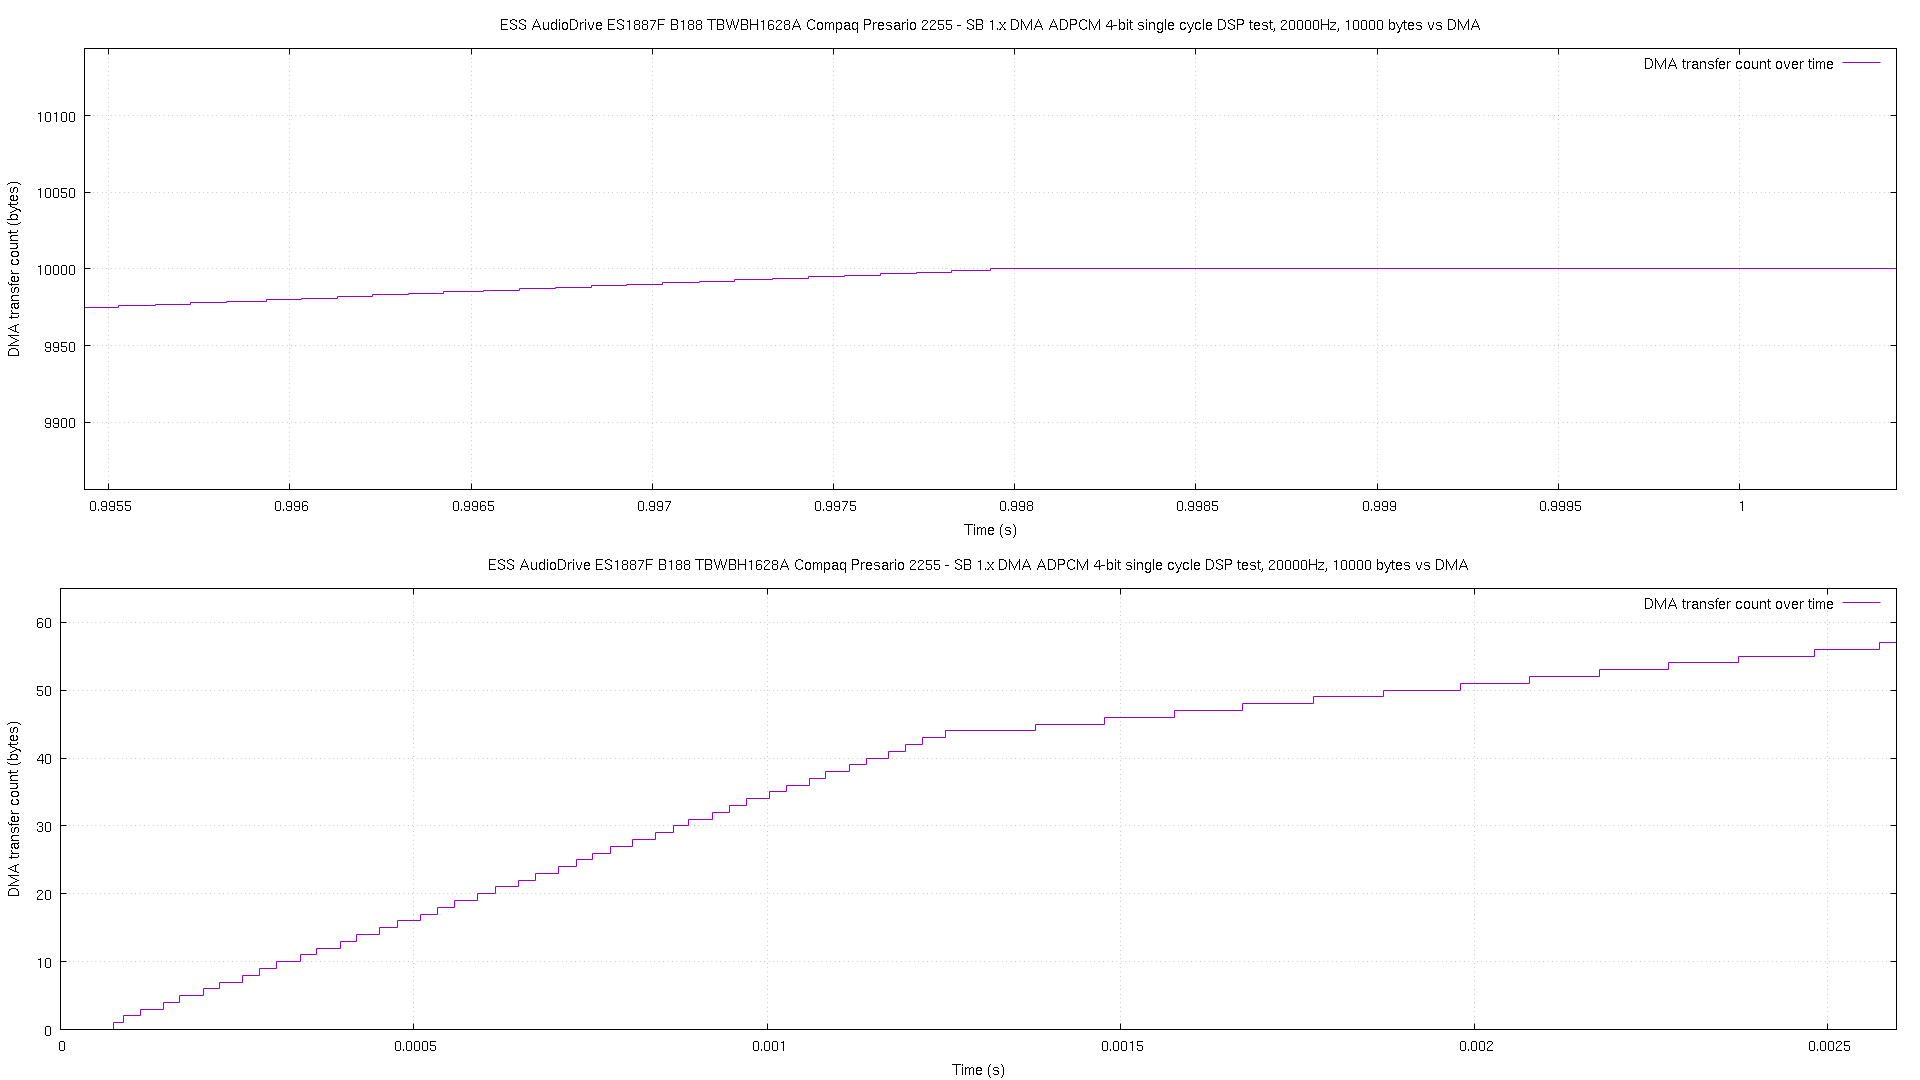 ESS AudioDrive ES1887F B188 TBWBH1628A Compaq Presario 2255 - SB 1.x DMA ADPCM 4-bit single cycle DSP test, 20000Hz, 10000 bytes vs DMA
DMA transfer count over time
10100
10050
10000
9950
9900
DMA transfer count (bytes)
0.9955 0.996 0.9965 0.997 0.9975 0.998 0.9985 0.999 0.9995 1
Time (s)
ESS AudioDrive ES1887F B188 TBWBH1628A Compaq Presario 2255 - SB 1.x DMA ADPCM 4-bit single cycle DSP test, 20000Hz, 10000 bytes vs DMA
DMA transfer count over time
60
50
40
30
20
10
0
DMA transfer count (bytes)
0 0.0005 0.001 0.0015 0.002 0.0025
Time (s)